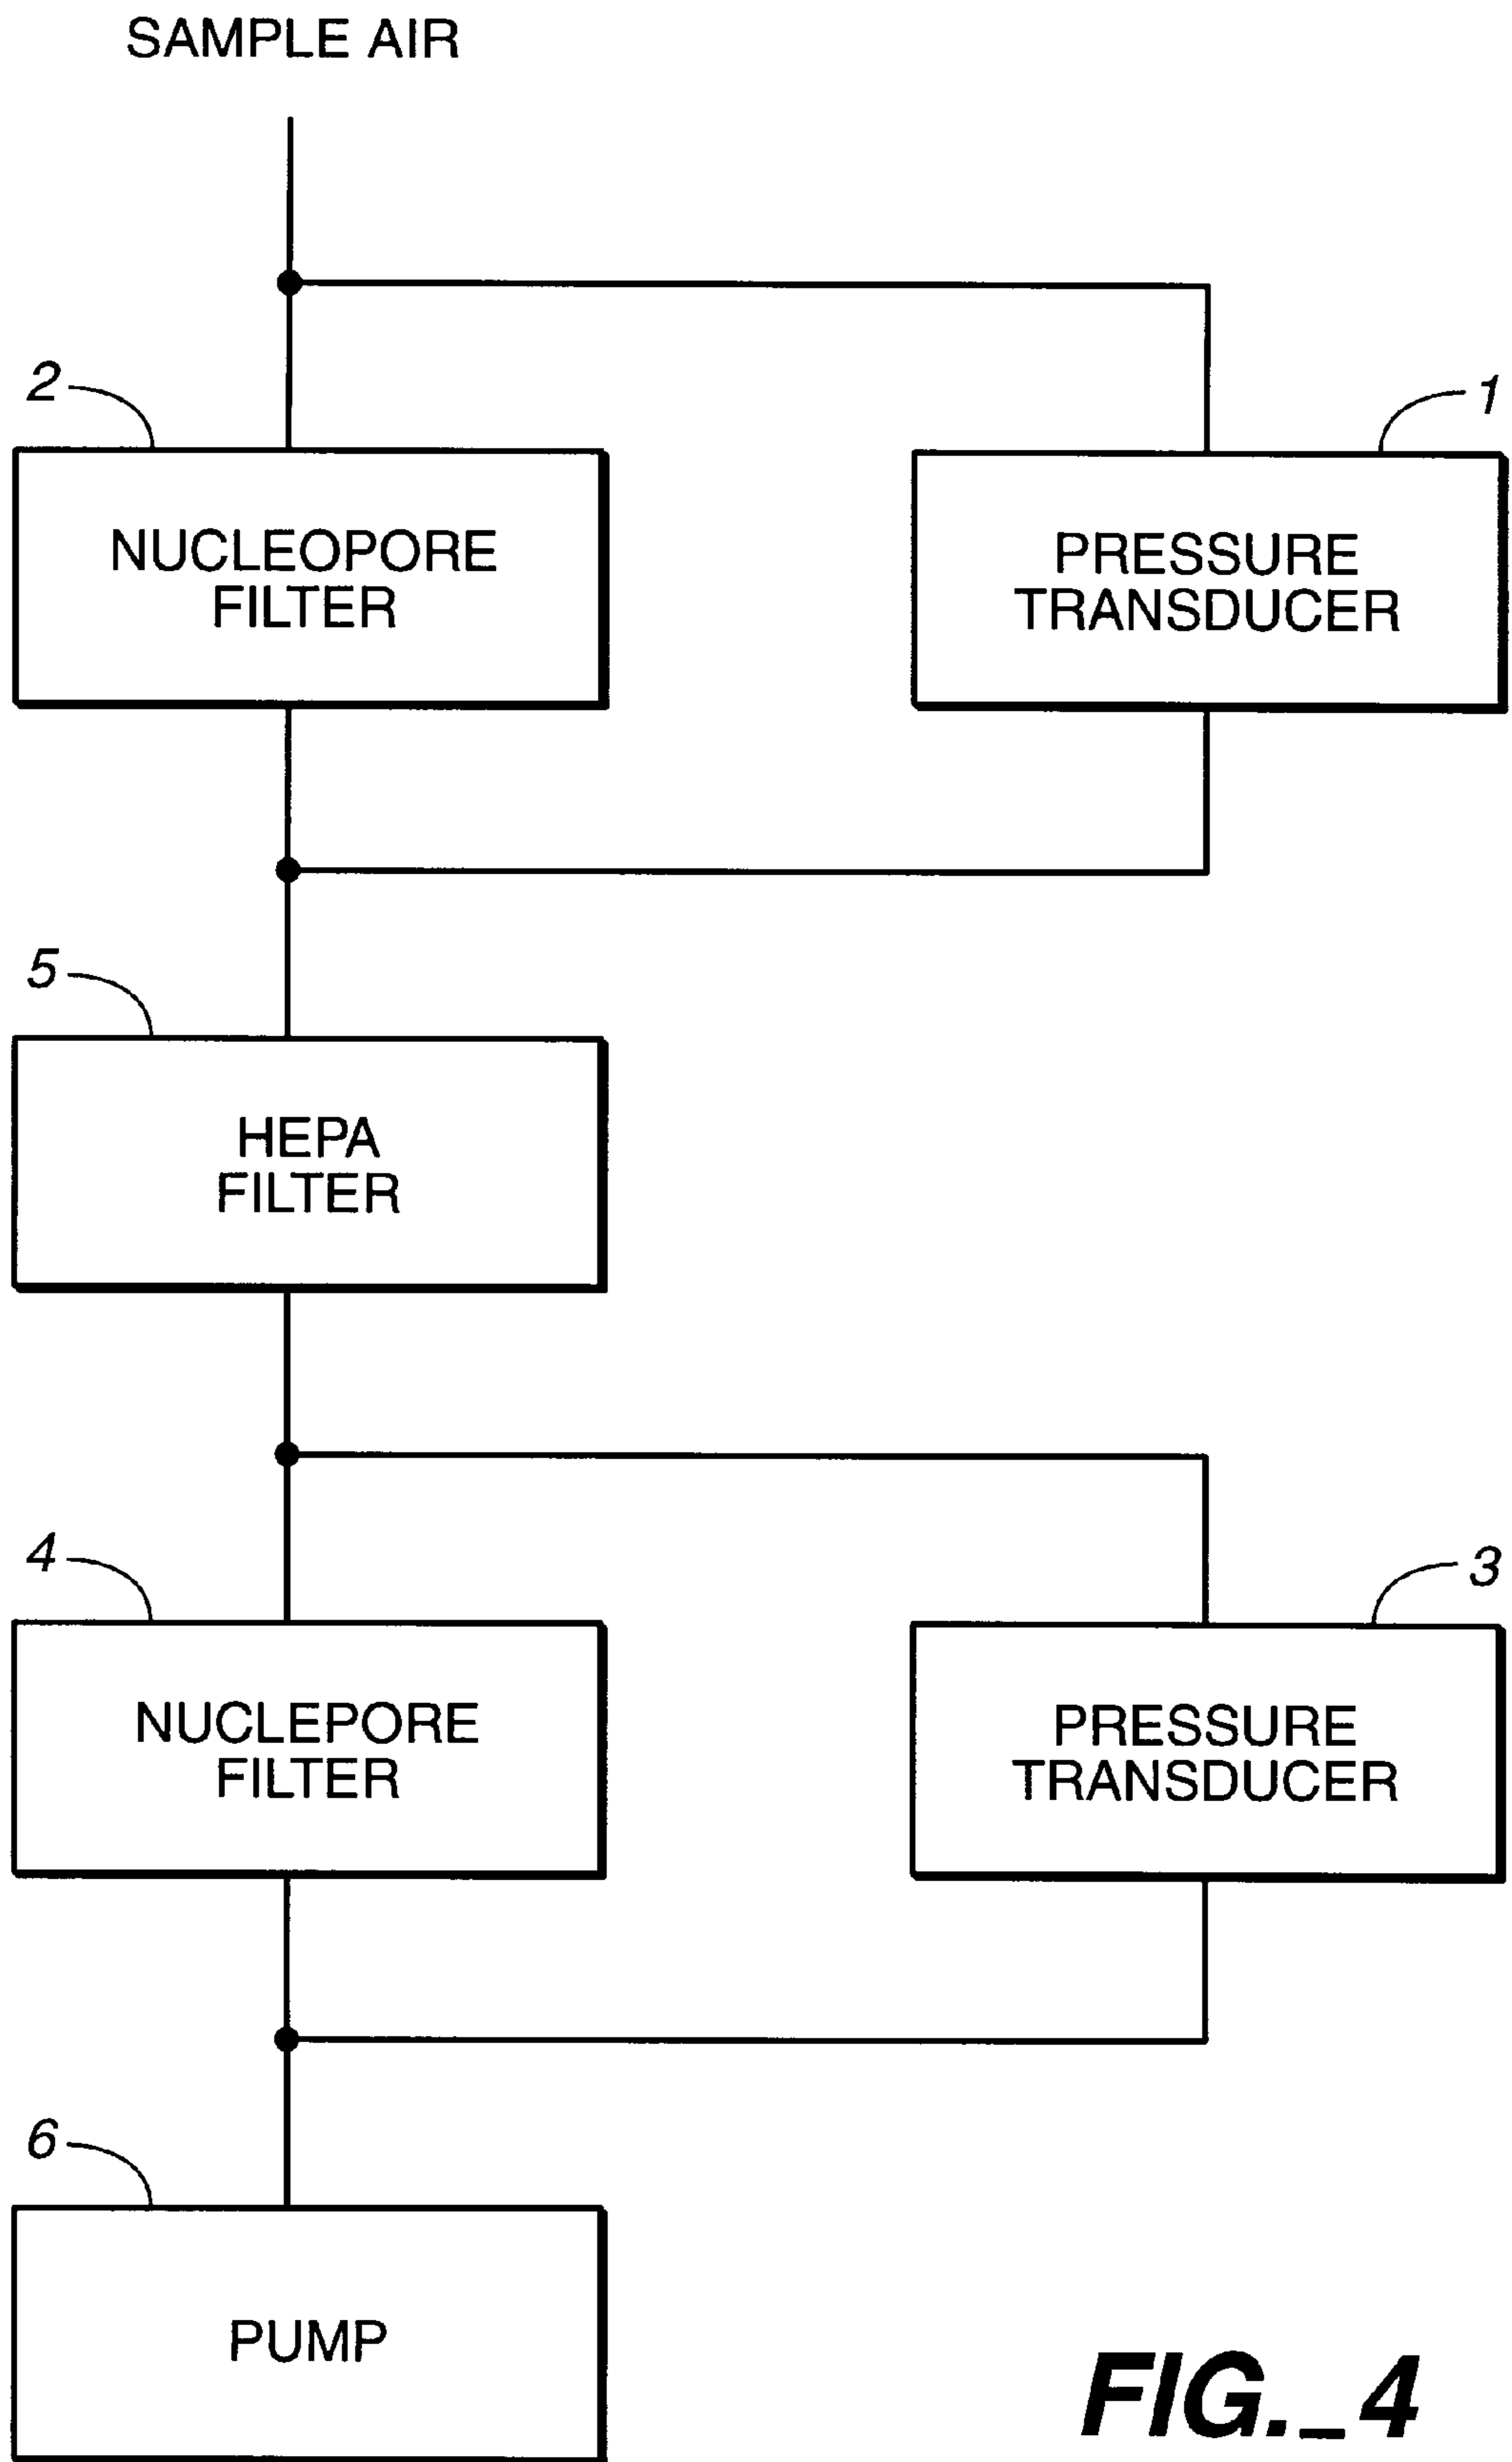 SAMPLE AIR
2
1
NUCLEOPORE
FILTER
PRESSURE
TRANSDUCER
5
HEPA
FILTER
4
3
NUCLEPORE
FILTER
PRESSURE
TRANSDUCER
6
PUMP
FIG._4